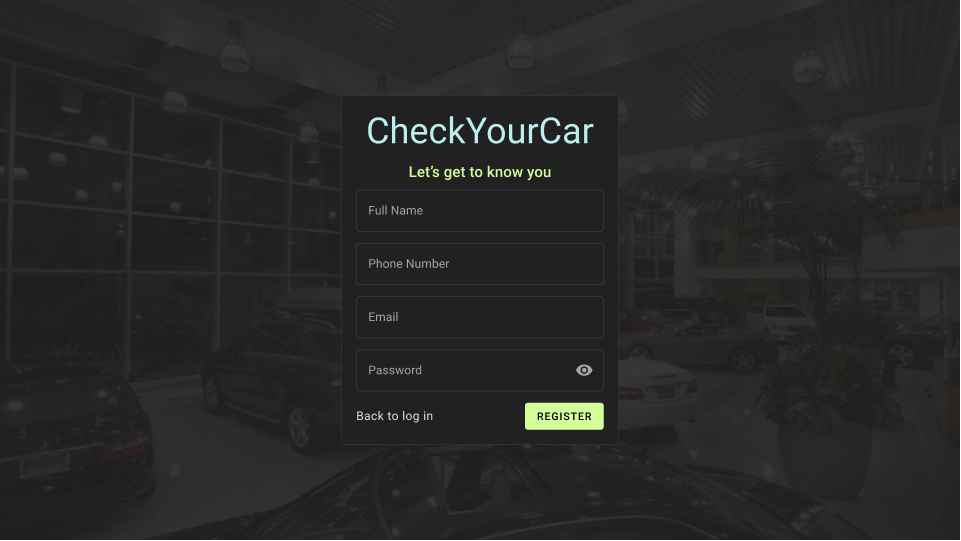 CheckYourCar
Let's get to know you
Full Name
Phone Number
Email
Password
Back to log in
REGISTER